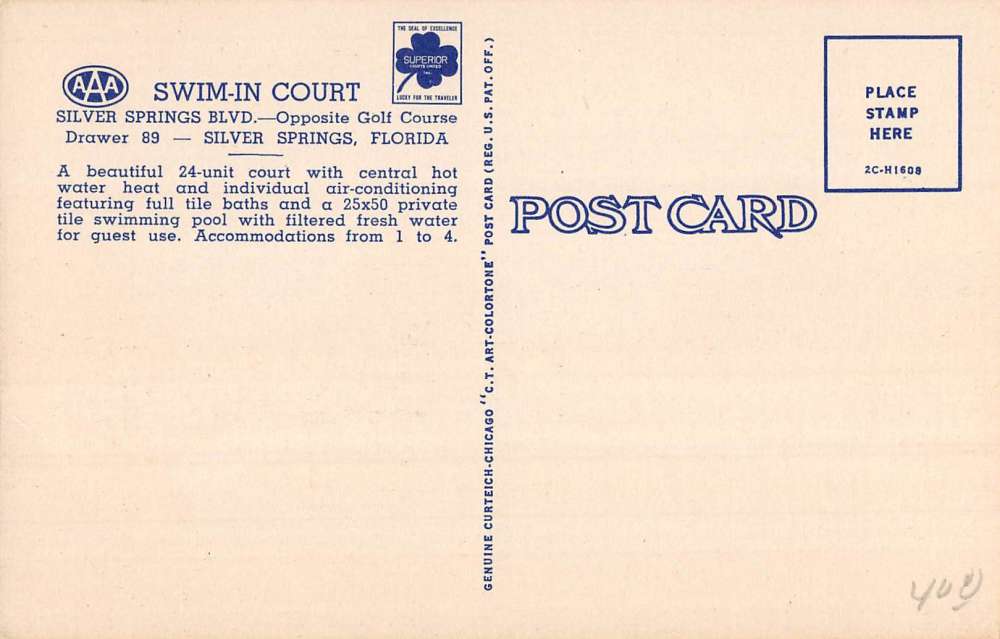 AAA
SWIM-IN COURT
THE SEAL OF EXCELLENCE
SUPERIOR
COURTS UNITED
INC.
LUCKY FOR THE TRAVELER
SILVER SPRINGS BLVD.—Opposite Golf Course
Drawer 89 — SILVER SPRINGS, FLORIDA
A beautiful 24-unit court with central hot
water heat and individual air-conditioning
featuring full tile baths and a 25x50 private
tile swimming pool with filtered fresh water
for guest use. Accommodations from 1 to 4.
GENUINE CURTEICH-CHICAGO "C.T. ART-COLORTONE" POST CARD (REG. U.S. PAT. OFF.)
POST CARD
PLACE
STAMP
HERE
2C-H1608